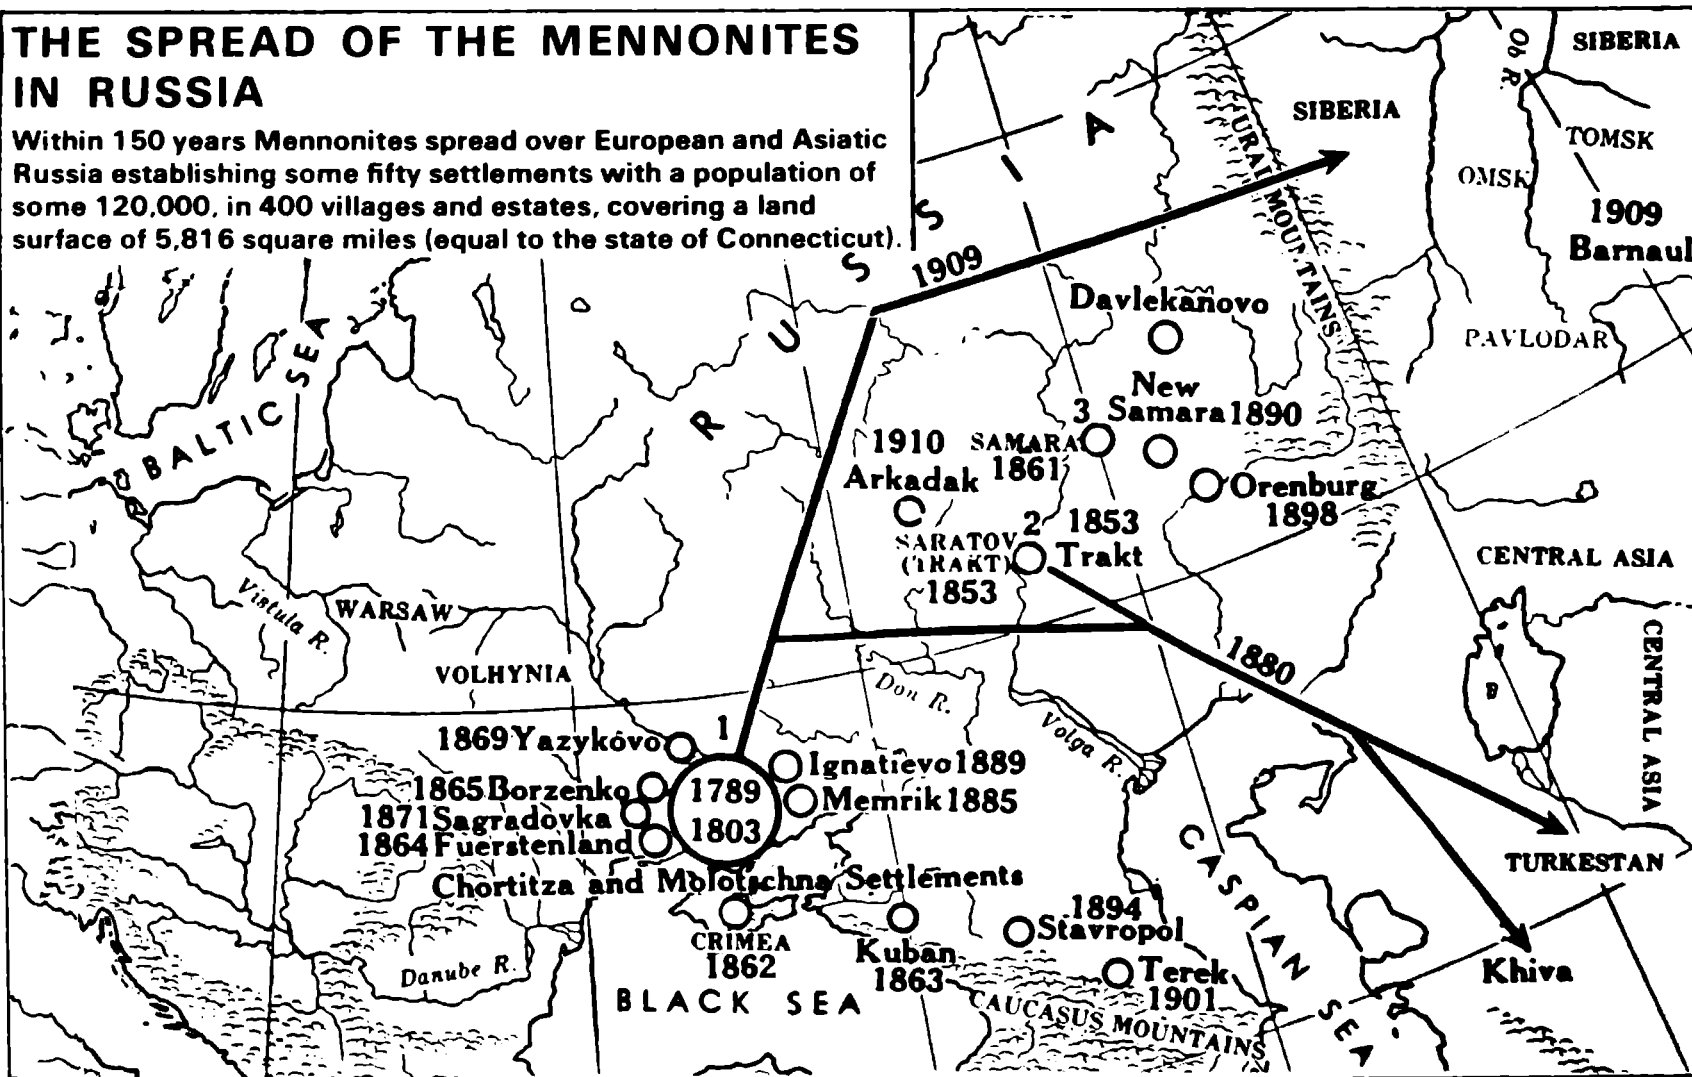 THE SPREAD OF THE MENNONITES
IN RUSSIA
Within 150 years Mennonites spread over European and Asiatic
Russia establishing some fifty settlements with a population of
some 120,000, in 400 villages and estates, covering a land
surface of 5,816 square miles (equal to the state of Connecticut).
RUSSIA
Ob R.
SIBERIA
SIBERIA
TOMSK
OMSK
1909
Barnaul
URAL MOUNTAINS
1909
PAVLODAR
BALTIC SEA
Davlekanovo
New
Samara 1890
3
SAMARA
1861
1910
Arkadak
Orenburg
1898
2
1853
Trakt
SARATOV
(TRAKT)
1853
CENTRAL ASIA
CENTRAL ASIA
Vistula R.
WARSAW
VOLHYNIA
1880
Don R.
Volga R.
1
1869 Yazykovo
1865 Borzenko
1871 Sagradovka
1864 Fuerstenland
1789
1803
Ignatievo 1889
Memrik 1885
Chortitza and Molotschna Settlements
TURKESTAN
CASPIAN SEA
CRIMEA
1862
Kuban
1863
1894
Stavropol
Terek
1901
Khiva
Danube R.
BLACK SEA
CAUCASUS MOUNTAINS